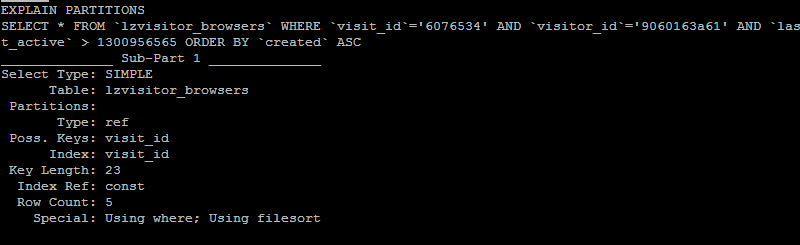 EXPLAIN PARTITIONS
SELECT * FROM `lzvisitor_browsers` WHERE `visit_id`='6076534' AND `visitor_id`='9060163a61' AND `las
t_active` > 1300956565 ORDER BY `created` ASC
______________ Sub-Part 1 ______________
Select Type: SIMPLE
Table: lzvisitor_browsers
Partitions:
Type: ref
Poss. Keys: visit_id
Index: visit_id
Key Length: 23
Index Ref: const
Row Count: 5
Special: Using where; Using filesort